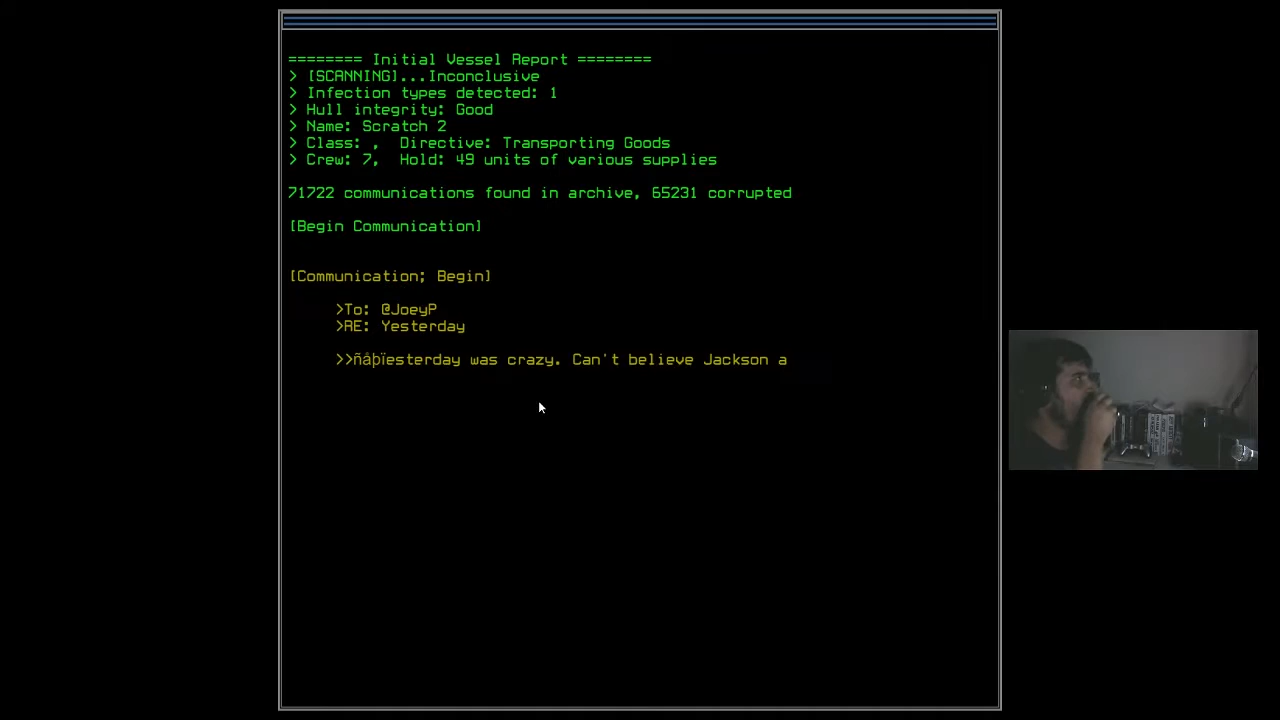 ======== Initial Vessel Report ========
> [SCANNING]...Inconclusive
> Infection types detected: 1
> Hull integrity: Good
> Name: Scratch 2
> Class: , Directive: Transporting Goods
> Crew: 7, Hold: 49 units of various supplies
71722 communications found in archive, 65231 corrupted
[Begin Communication]
[Communication; Begin]
>To: @JoeyP
>RE: Yesterday
>>ñâþïesterday was crazy. Can't believe Jackson a